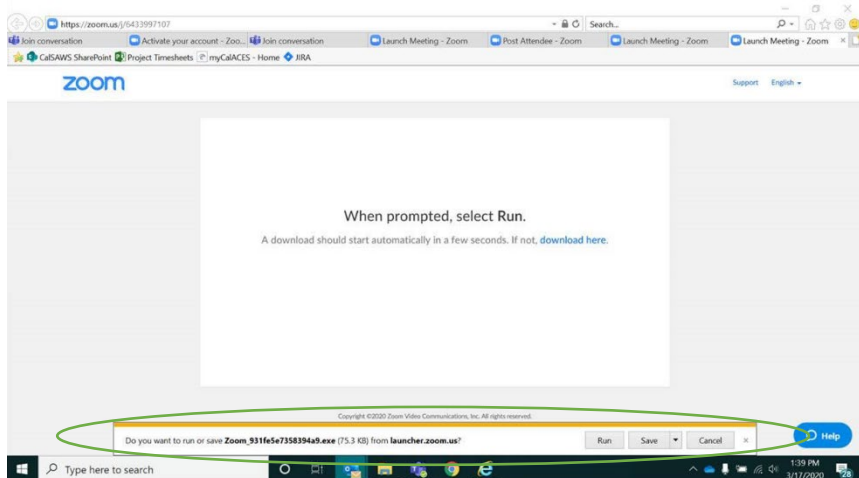 https://zoom.us/j/6433997107
Search...
Join conversation
Activate your account - Zoo...
Join conversation
Launch Meeting - Zoom
Post Attendee - Zoom
Launch Meeting - Zoom
Launch Meeting - Zoom
CalSAWS SharePoint
Project Timesheets
myCalACES - Home
JIRA
zoom
Support
English
When prompted, select Run.
A download should start automatically in a few seconds. If not, download here.
Copyright ©2020 Zoom Video Communications, Inc. All rights reserved.
Do you want to run or save Zoom_931fe5e7358394a9.exe (75.3 KB) from launcher.zoom.us?
Run
Save
Cancel
Help
Type here to search
1:39 PM
3/17/2020
28